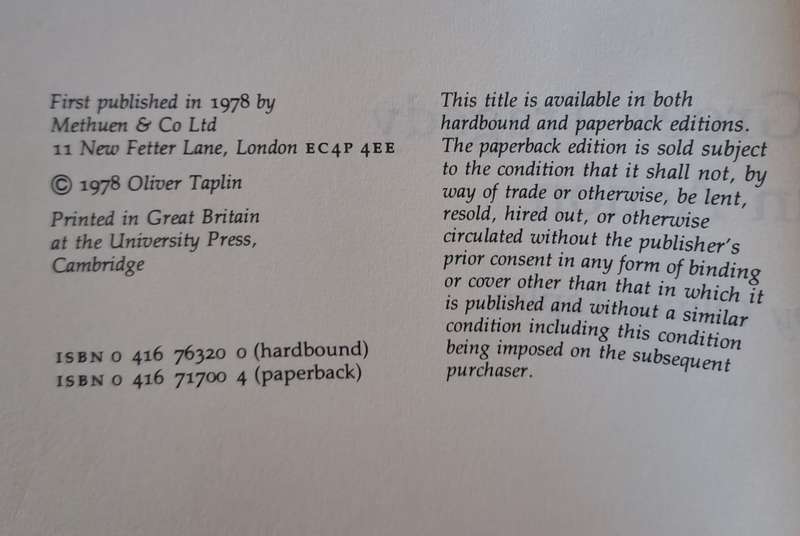 First published in 1978 by
Methuen & Co Ltd
11 New Fetter Lane, London EC4P 4EE
© 1978 Oliver Taplin
Printed in Great Britain
at the University Press,
Cambridge
ISBN 0 416 76320 0 (hardbound)
ISBN 0 416 71700 4 (paperback)
This title is available in both
hardbound and paperback editions.
The paperback edition is sold subject
to the condition that it shall not, by
way of trade or otherwise, be lent,
resold, hired out, or otherwise
circulated without the publisher's
prior consent in any form of binding
or cover other than that in which it
is published and without a similar
condition including this condition
being imposed on the subsequent
purchaser.